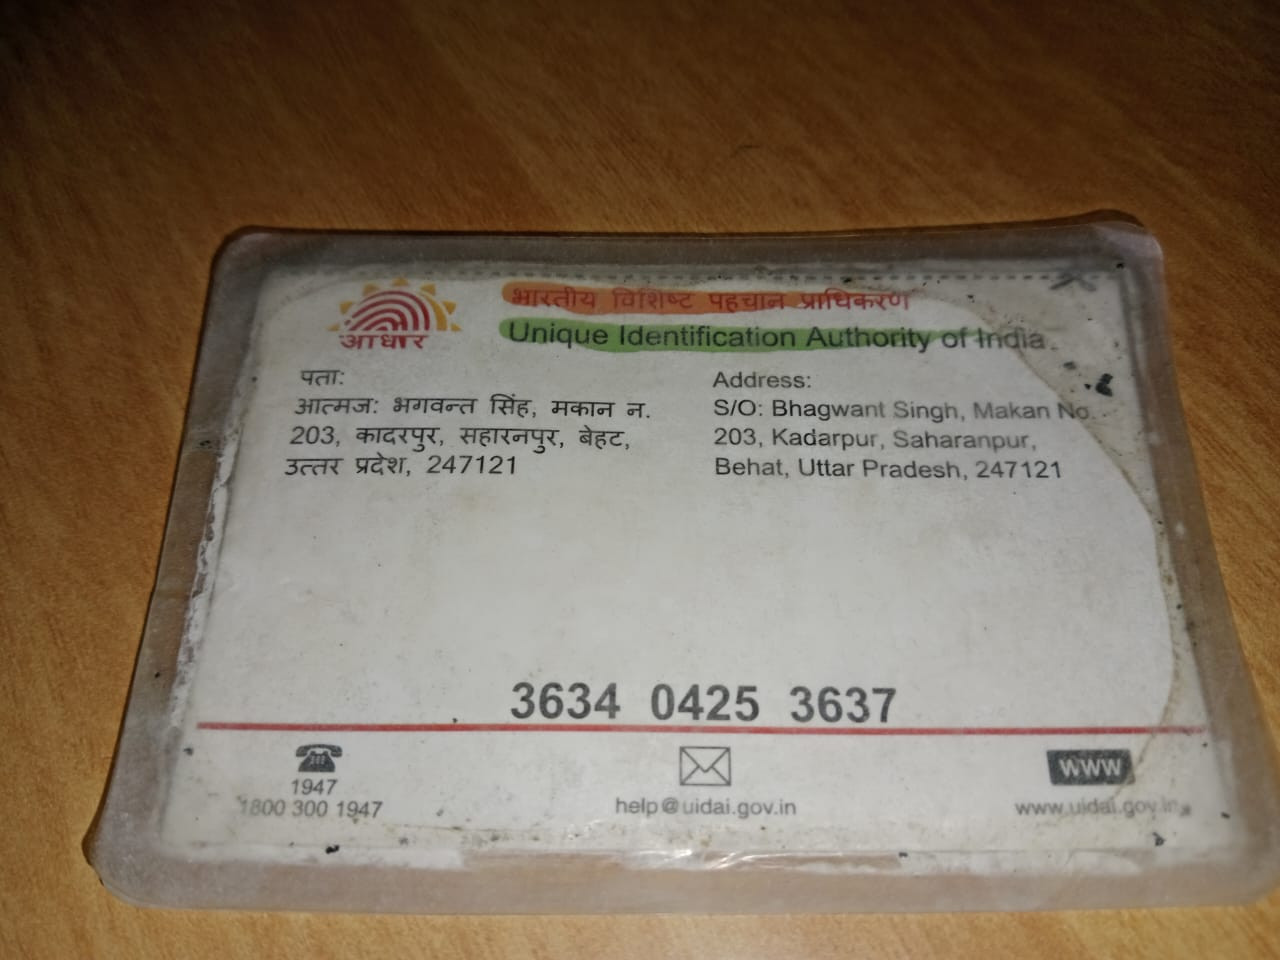 भारतीय विशिष्ट पहचान प्राधिकरण
आधार
Unique Identification Authority of India
पता:
आत्मज: भगवन्त सिंह, मकान न.
203, कादरपुर, सहारनपुर, बेहट,
उत्तर प्रदेश, 247121
Address:
S/O: Bhagwant Singh, Makan No.
203, Kadarpur, Saharanpur,
Behat, Uttar Pradesh, 247121
3634 0425 3637
1947
1800 300 1947
help@uidai.gov.in
WWW
www.uidai.gov.in